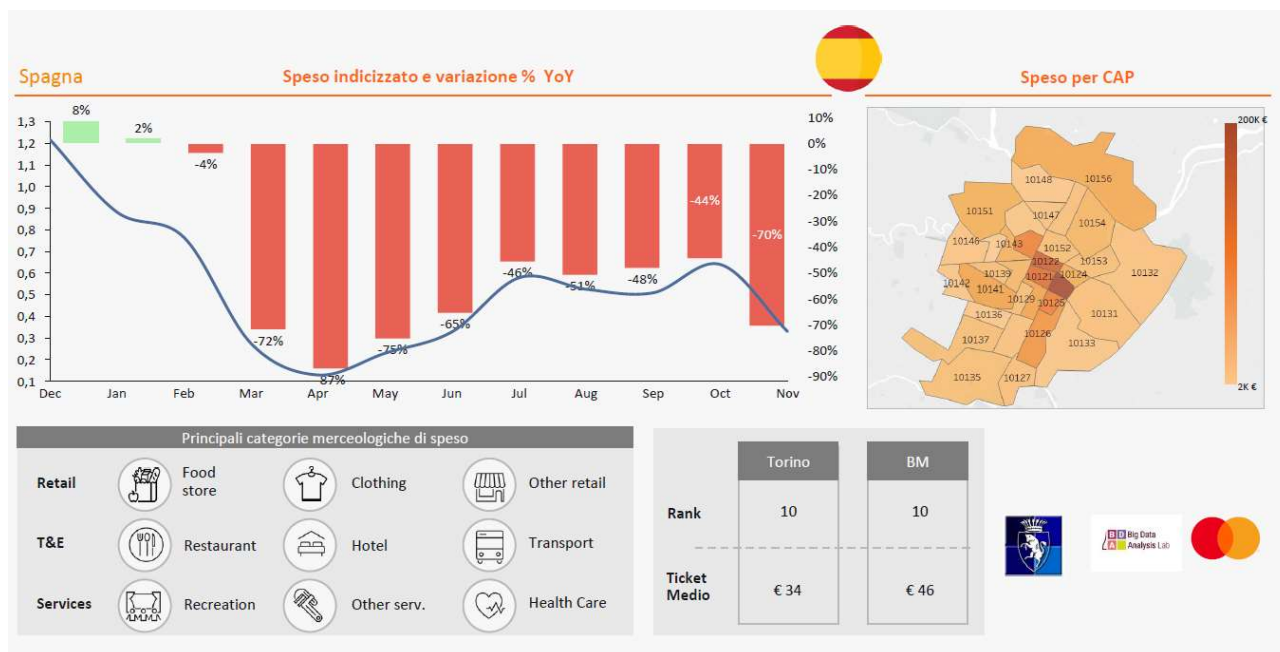 Spagna
Speso indicizzato e variazione % YoY
Speso per CAP
1,3
1,2
1,1
1,0
0,9
0,8
0,7
0,6
0,5
0,4
0,3
0,2
0,1
8%
2%
-4%
-72%
87%
-75%
-65%
-46%
-51%
-48%
-44%
-70%
10%
0%
-10%
-20%
-30%
-40%
-50%
-60%
-70%
-80%
-90%
Dec Jan Feb Mar Apr May Jun Jul Aug Sep Oct Nov
200K €
2K €
10148
10156
10151
10147
10154
10146
10143
10152
10122
10153
10132
10142
10139
10121
10124
10141
10129
10125
10136
10131
10126
10137
10133
10135
10127
Principali categorie merceologiche di speso
Retail
Food
store
Clothing
Other retail
T&E
Restaurant
Hotel
Transport
Services
Recreation
Other serv.
Health Care
Torino BM
Rank 10 10
Ticket
Medio
€ 34 € 46
B D Big Data
A Analysis Lab